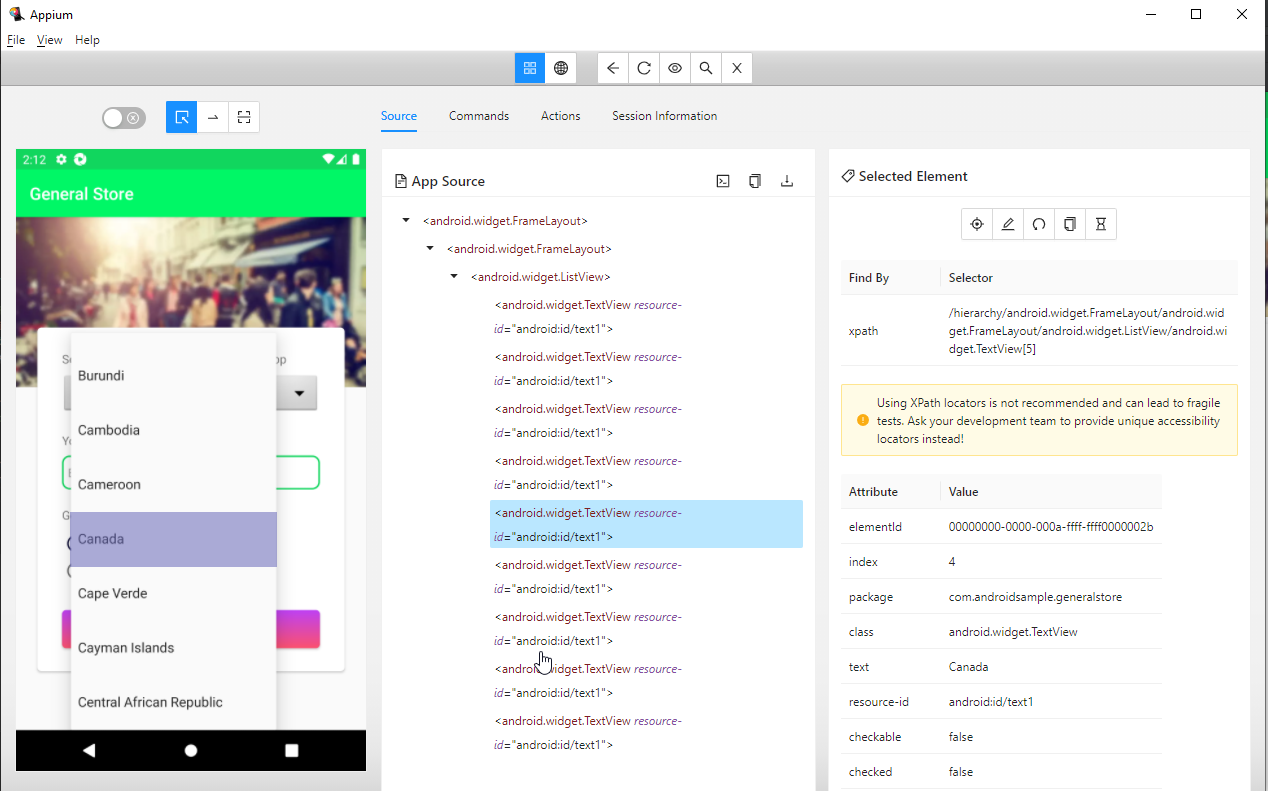 Appium
File View Help
Source Commands Actions Session Information
2:12
General Store
Burundi
Cambodia
Cameroon
Canada
Cape Verde
Cayman Islands
Central African Republic
App Source
<android.widget.FrameLayout>
<android.widget.FrameLayout>
<android.widget.ListView>
<android.widget.TextView resource-
id="android:id/text1">
<android.widget.TextView resource-
id="android:id/text1">
<android.widget.TextView resource-
id="android:id/text1">
<android.widget.TextView resource-
id="android:id/text1">
<android.widget.TextView resource-
id="android:id/text1">
<android.widget.TextView resource-
id="android:id/text1">
<android.widget.TextView resource-
id="android:id/text1">
<android.widget.TextView resource-
id="android:id/text1">
<android.widget.TextView resource-
id="android:id/text1">
Selected Element
Find By Selector
xpath
/hierarchy/android.widget.FrameLayout/android.wid
get.FrameLayout/android.widget.ListView/android.wi
dget.TextView[5]
Using XPath locators is not recommended and can lead to fragile
tests. Ask your development team to provide unique accessibility
locators instead!
Attribute Value
elementId 00000000-0000-000a-ffff-ffff0000002b
index 4
package com.androidsample.generalstore
class android.widget.TextView
text Canada
resource-id android:id/text1
checkable false
checked false